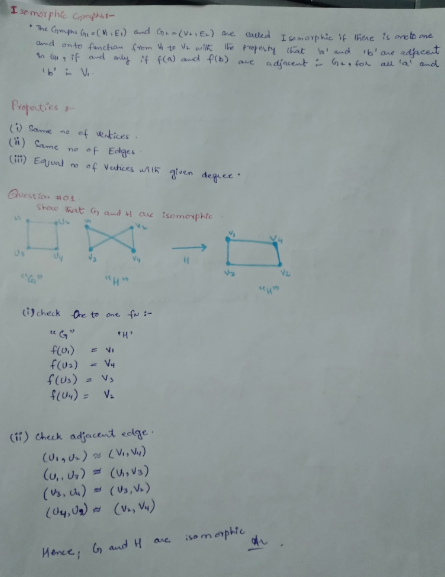 Isomorphic Graphs:-
* The Graphs G₁=(V₁,E₁) and G₂=(V₂,E₂) are called Isomorphic if there is one to one
and onto function from V₁ to V₂ with the property that 'a' and 'b' are adjacent
in G₁, if and only if f(a) and f(b) are adjacent in G₂, for all 'a' and
'b' in V₁
Properties :-
(i) Same no of vertices.
(ii) Same no of Edges.
(iii) Equal no of Vertices with given degree.
Question #01.
Show that G and H are isomorphic.
U₁ U₂ V₁ V₂ V₁ V₄
H
U₃ U₄ V₃ V₄ V₃ V₂
"G" "H" "H"
(i) check One to one fn :-
"G" "H"
f(U₁) = V₁
f(U₂) = V₄
f(U₃) = V₃
f(U₄) = V₂
(ii) Check adjacent edge.
(U₁, U₂) ≈ (V₁, V₄)
(U₁, U₃) ≈ (V₁, V₃)
(U₃, U₄) ≈ (V₃, V₂)
(U₄, U₂) ≈ (V₂, V₄)
Hence, G and H are isomorphic